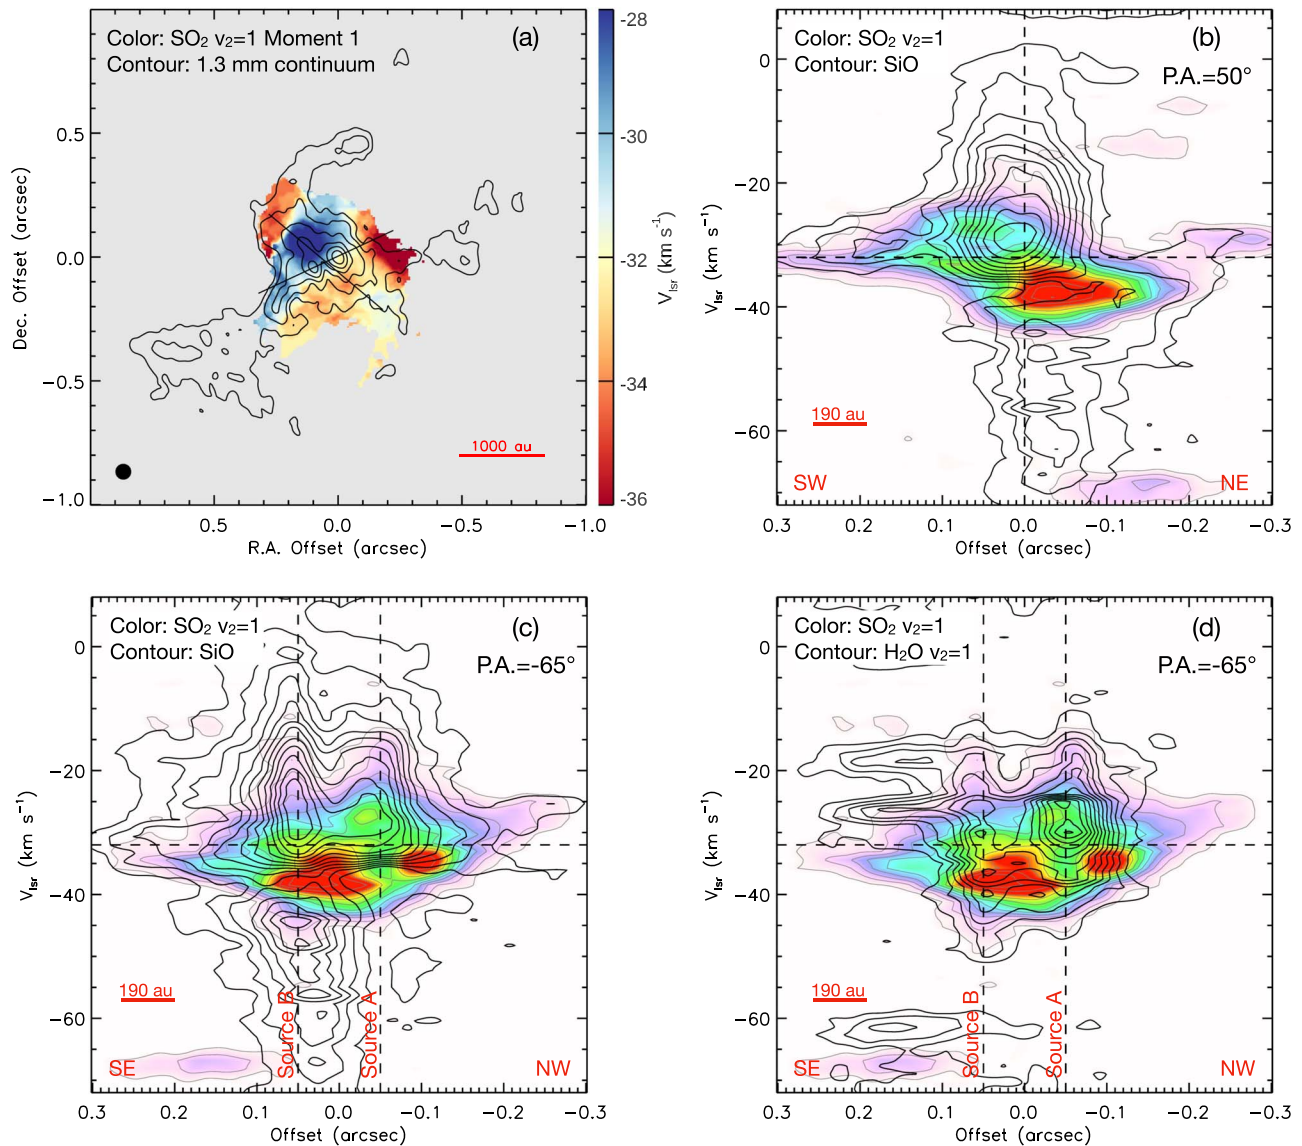 Color: SO₂ v₂=1 Moment 1
Contour: 1.3 mm continuum
(a)
0.5
0.0
−0.5
−1.0
Dec. Offset (arcsec)
1000 au
0.5 0.0 −0.5 −1.0
R.A. Offset (arcsec)
-28
-30
-32
-34
-36
V_lsr (km s⁻¹)
Color: SO₂ v₂=1
Contour: SiO
(b)
P.A.=50°
0
−20
−40
−60
V_lsr (km s⁻¹)
190 au
SW NE
0.3 0.2 0.1 0.0 −0.1 −0.2 −0.3
Offset (arcsec)
Color: SO₂ v₂=1
Contour: SiO
(c)
P.A.=-65°
0
−20
−40
−60
V_lsr (km s⁻¹)
190 au
Source B
Source A
SE NW
0.3 0.2 0.1 0.0 −0.1 −0.2 −0.3
Offset (arcsec)
Color: SO₂ v₂=1
Contour: H₂O v₂=1
(d)
P.A.=-65°
0
−20
−40
−60
V_lsr (km s⁻¹)
190 au
Source B
Source A
SE NW
0.3 0.2 0.1 0.0 −0.1 −0.2 −0.3
Offset (arcsec)